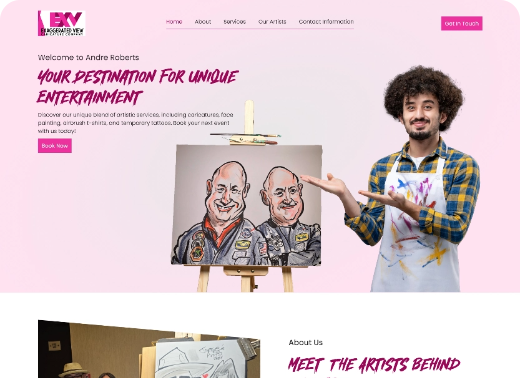 EXV
EXAGGERATED VIEW
Home
About
Services
Our Artists
Contact Information
Get in Touch
Welcome to Andre Roberts
YOUR DESTINATION FOR UNIQUE
ENTERTAINMENT
Discover our unique blend of artistic services, including caricatures, face
painting, airbrush t-shirts, and temporary tattoos. Book your next event
with us today!
Book Now
About Us
MEET THE ARTISTS BEHIND